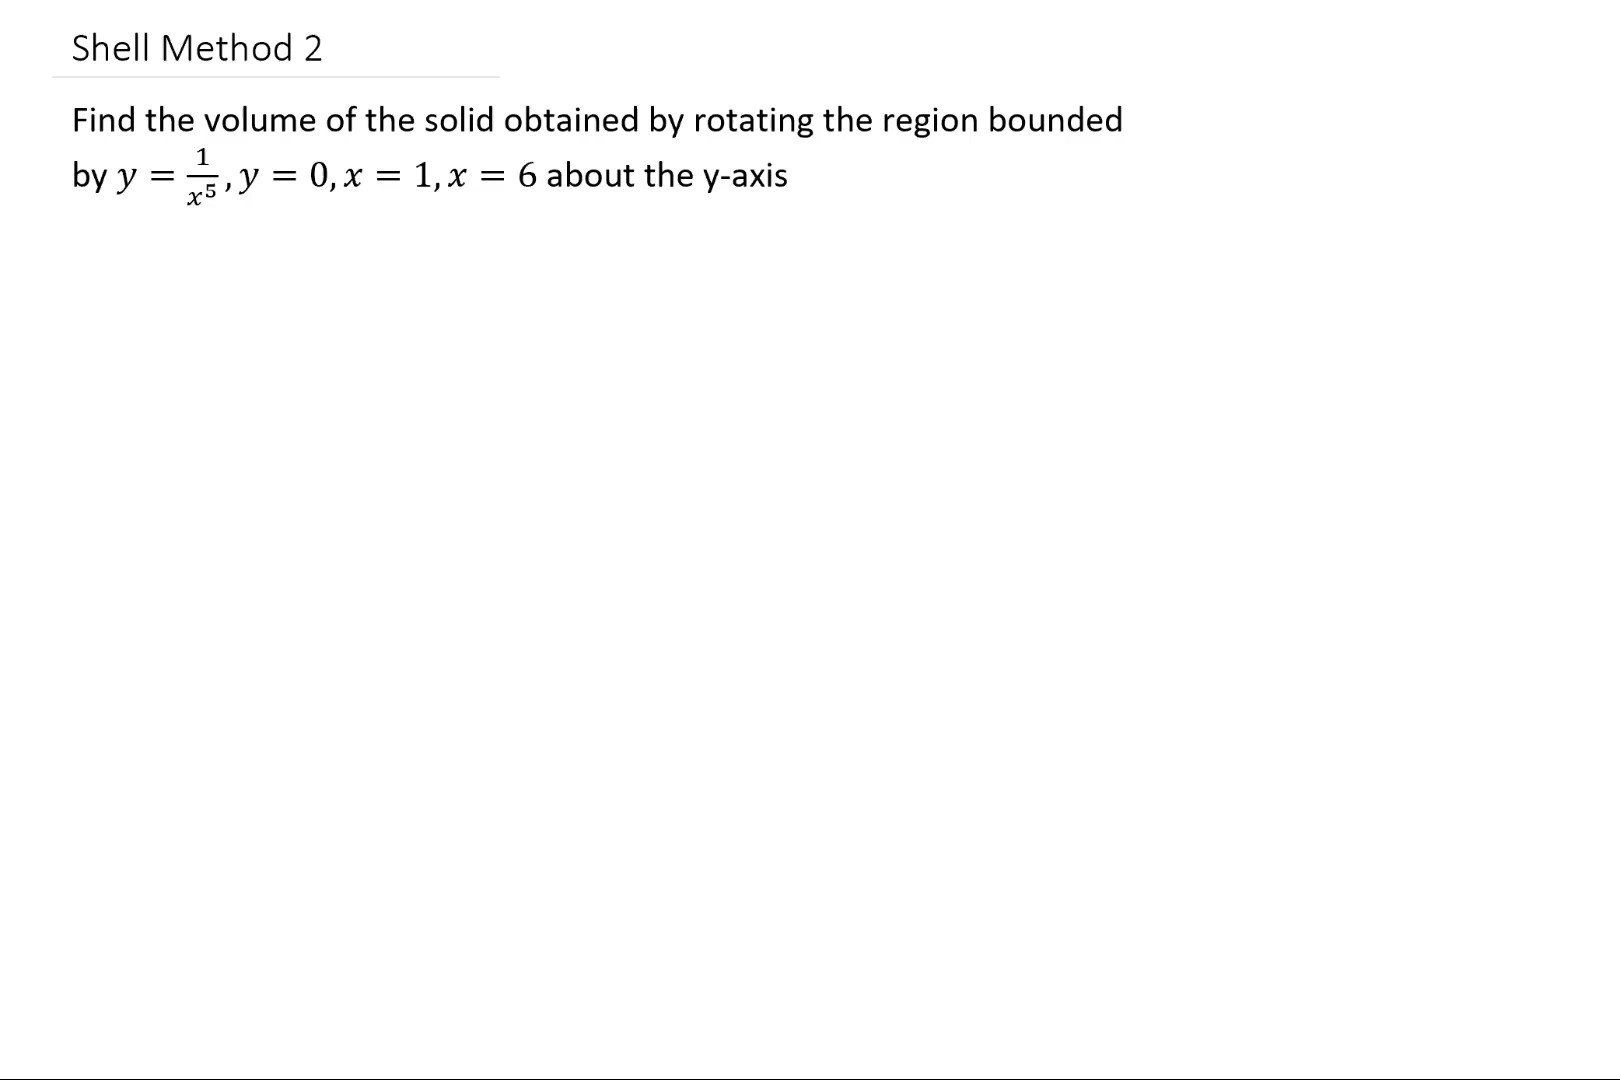 Shell Method 2
Find the volume of the solid obtained by rotating the region bounded
by y = 1/x⁵, y = 0, x = 1, x = 6 about the y-axis